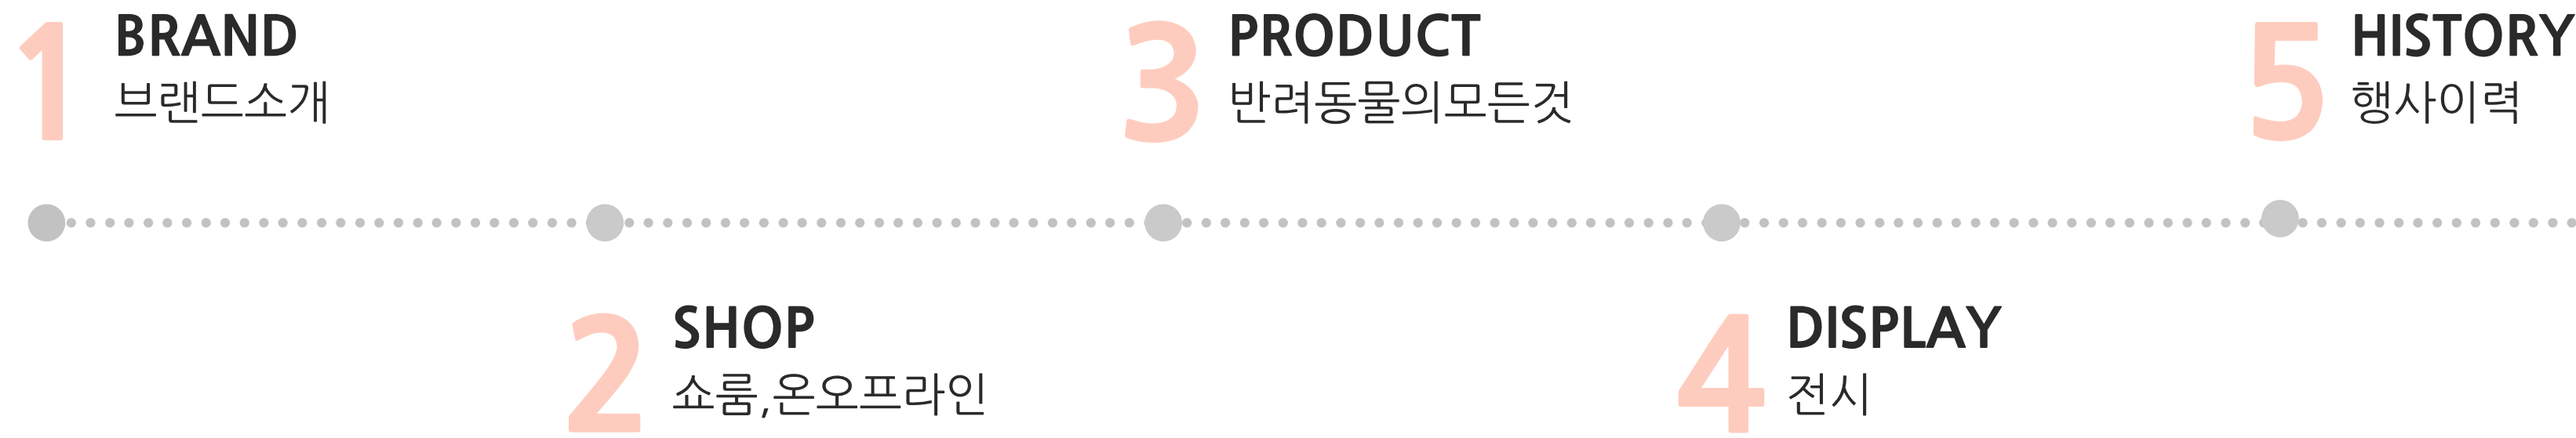 1
BRAND
브랜드소개
2
SHOP
쇼룸,온오프라인
3
PRODUCT
반려동물의모든것
4
DISPLAY
전시
5
HISTORY
행사이력